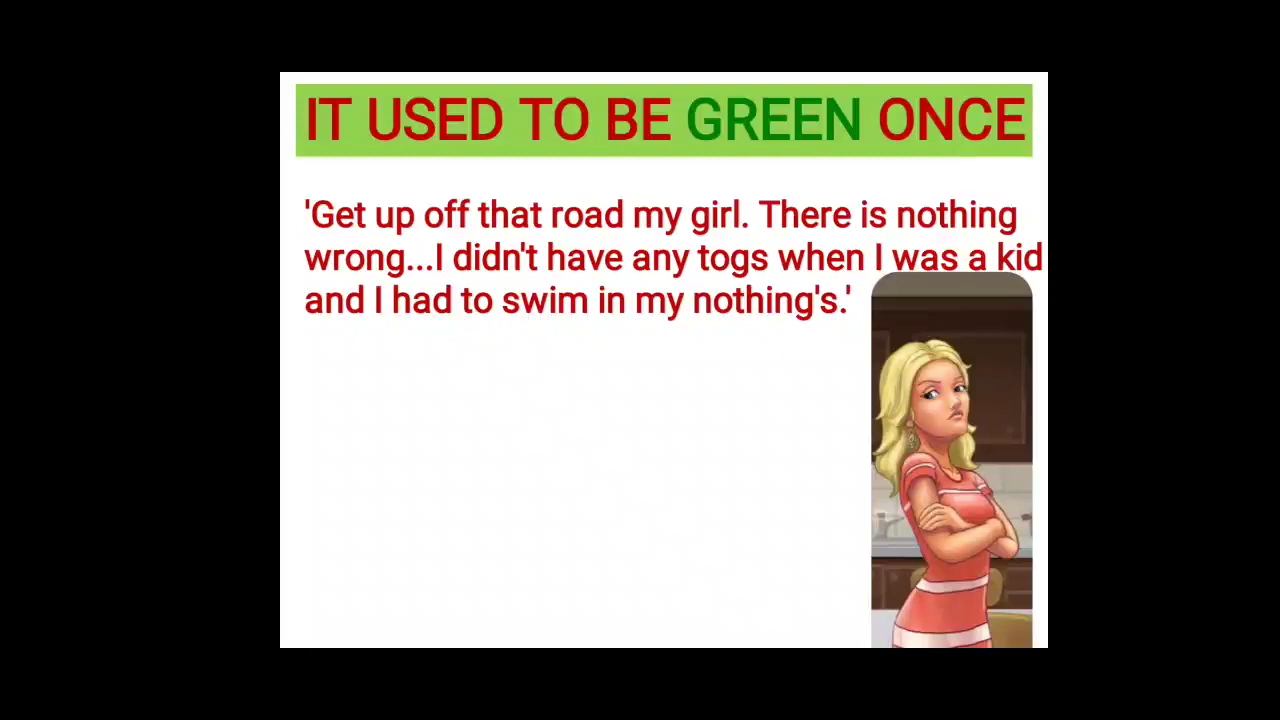 IT USED TO BE GREEN ONCE
'Get up off that road my girl. There is nothing
wrong...I didn't have any togs when I was a kid
and I had to swim in my nothing's.'